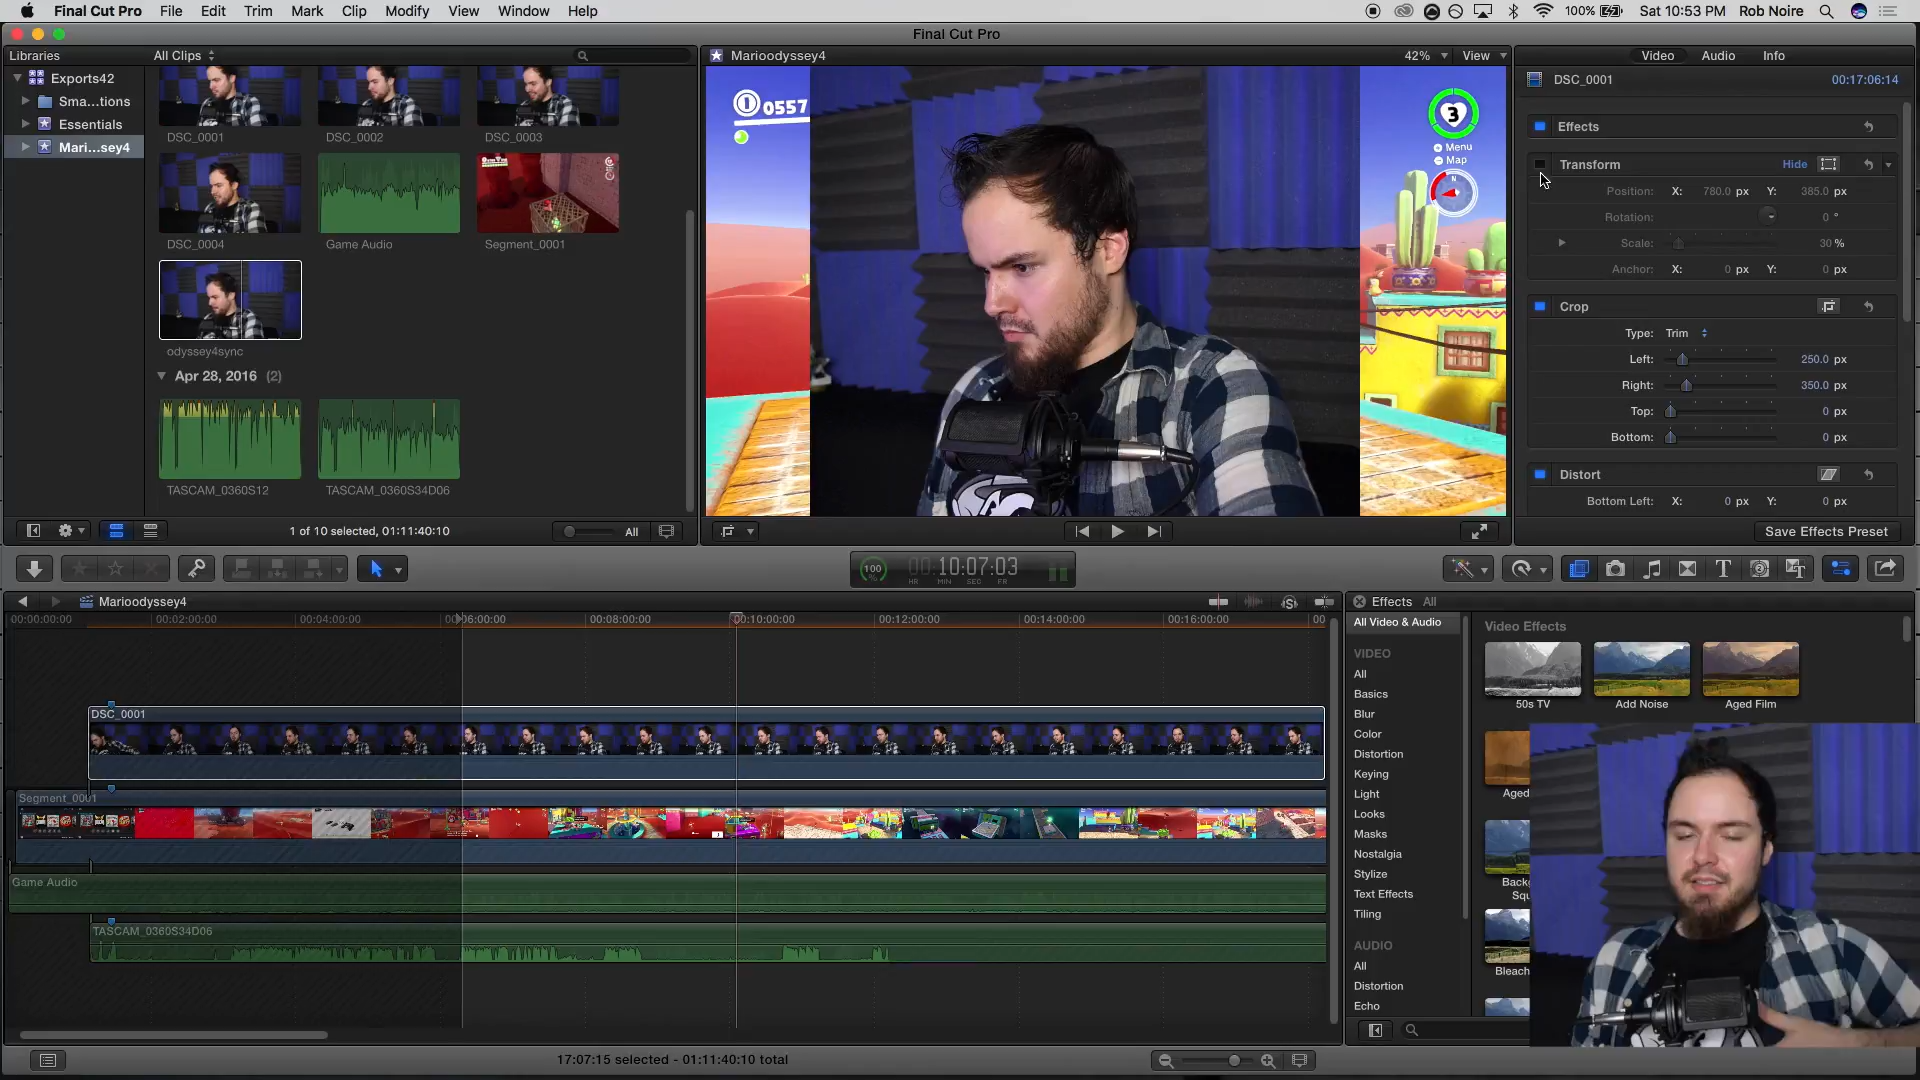 Final Cut Pro File Edit Trim Mark Clip Modify View Window Help
100% Sat 10:53 PM Rob Noire
Final Cut Pro
Libraries
All Clips
Exports42
Sma...tions
Essentials
Mari...sey4
DSC_0001
DSC_0002
DSC_0003
DSC_0004
Game Audio
Segment_0001
odyssey4sync
Apr 28, 2016 (2)
TASCAM_0360S12
TASCAM_0360S34D06
1 of 10 selected, 01:11:40:10
All
Marioodyssey4
42%
View
0557
3
Menu
Map
N
Video Audio Info
DSC_0001
00:17:06:14
Effects
Transform
Hide
Position: X: 780.0 px Y: 385.0 px
Rotation: 0 °
Scale: 30 %
Anchor: X: 0 px Y: 0 px
Crop
Type: Trim
Left: 250.0 px
Right: 350.0 px
Top: 0 px
Bottom: 0 px
Distort
Bottom Left: X: 0 px Y: 0 px
Save Effects Preset
100 %
00:10:07:03
HR MIN SEC FR
Marioodyssey4
00:00:00:00 00:02:00:00 00:04:00:00 06:00:00 00:08:00:00 00:10:00:00 00:12:00:00 00:14:00:00 00:16:00:00 00
DSC_0001
Segment_0001
Game Audio
TASCAM_0360S34D06
17:07:15 selected - 01:11:40:10 total
Effects All
All Video & Audio
VIDEO
All
Basics
Blur
Color
Distortion
Keying
Light
Looks
Masks
Nostalgia
Stylize
Text Effects
Tiling
AUDIO
All
Distortion
Echo
Video Effects
50s TV
Add Noise
Aged Film
Aged
Backg
Squ
Bleach